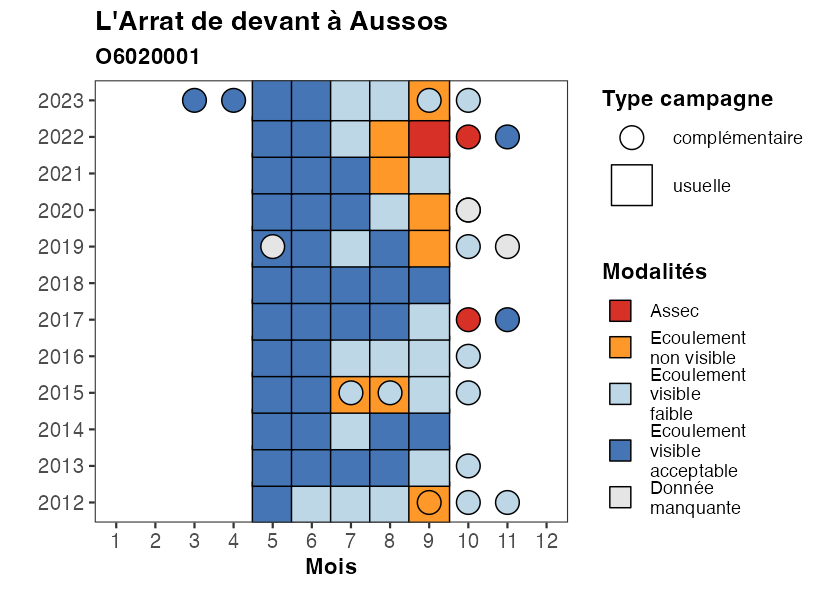 L'Arrat de devant à Aussos
O6020001
2023
2022
2021
2020
2019
2018
2017
2016
2015
2014
2013
2012
1 2 3 4 5 6 7 8 9 10 11 12
Mois
Type campagne
complémentaire
usuelle
Modalités
Assec
Ecoulement
non visible
Ecoulement
visible
faible
Ecoulement
visible
acceptable
Donnée
manquante